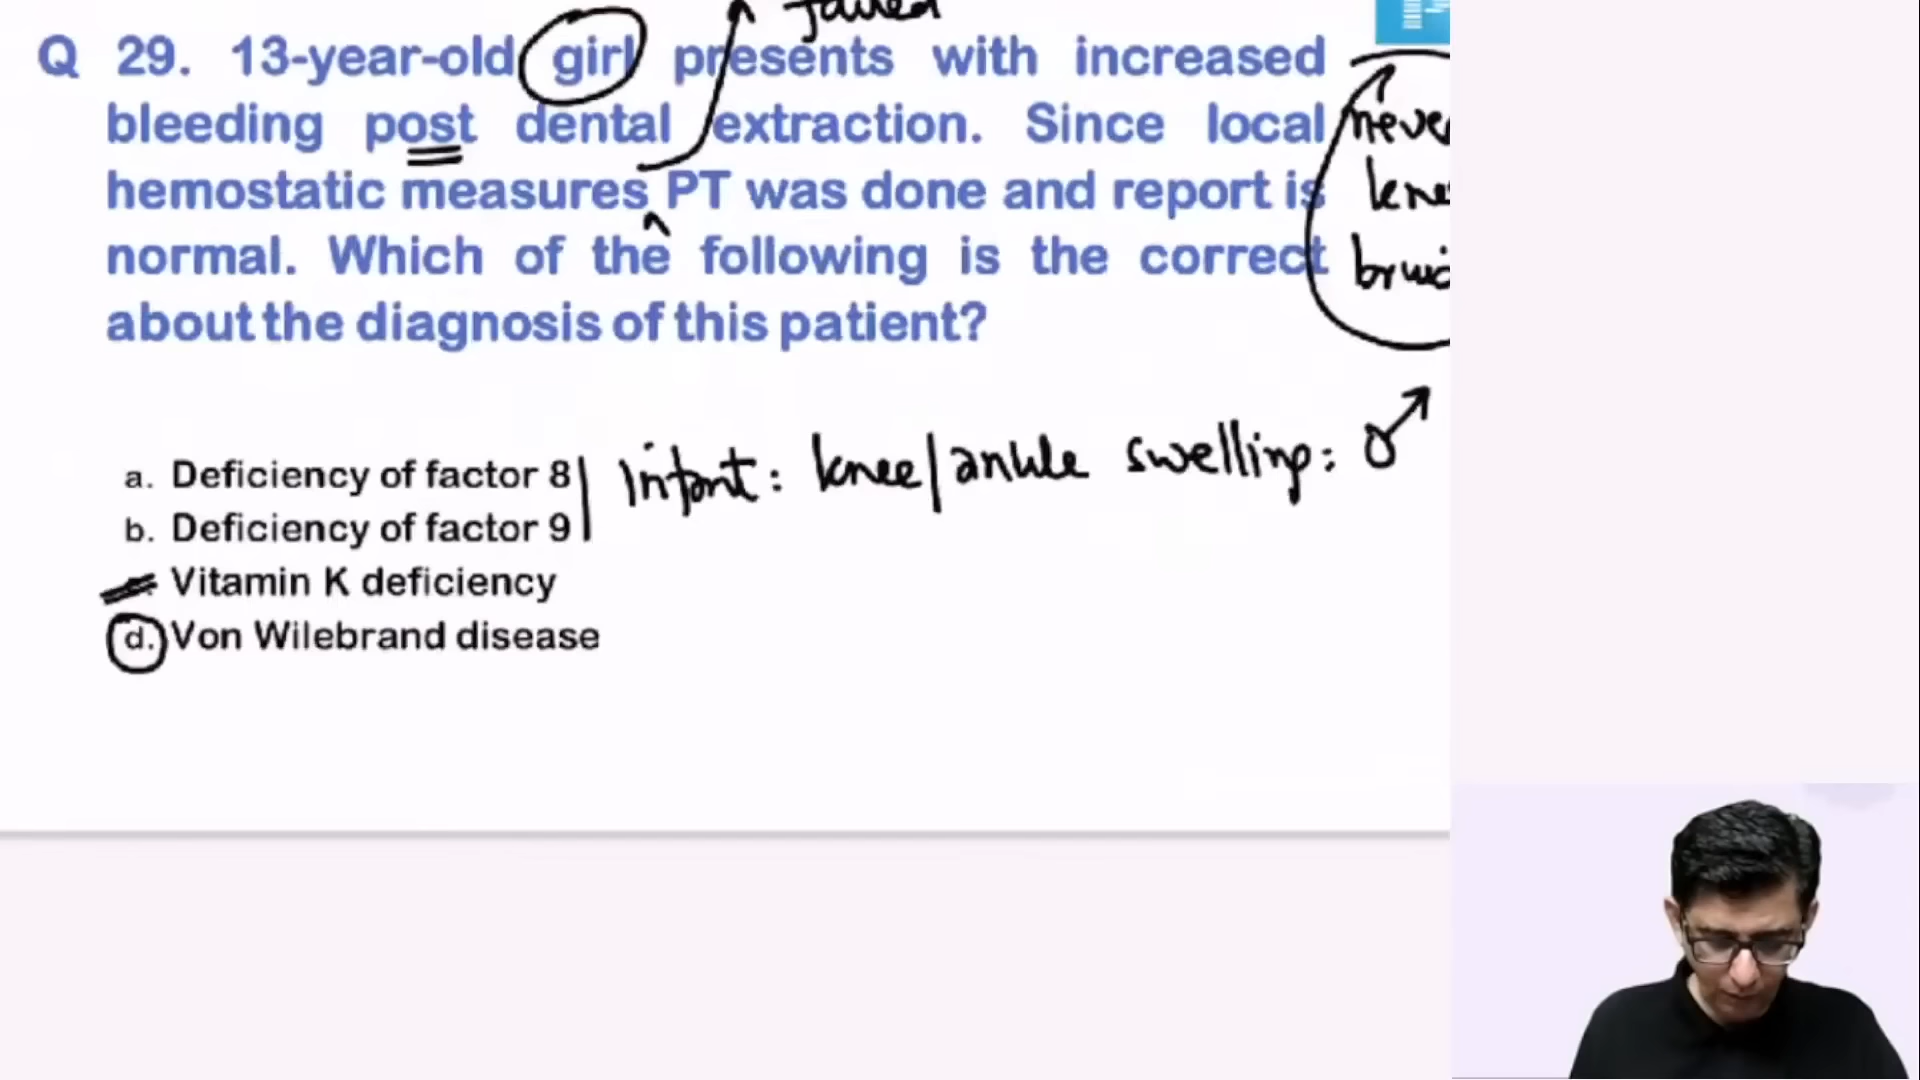 failed
Q 29. 13-year-old girl presents with increased
bleeding post dental extraction. Since local
hemostatic measures PT was done and report is
normal. Which of the following is the correct
about the diagnosis of this patient?
a. Deficiency of factor 8
b. Deficiency of factor 9
Infant: knee/ankle swelling: ♂
Vitamin K deficiency
d. Von Wilebrand disease